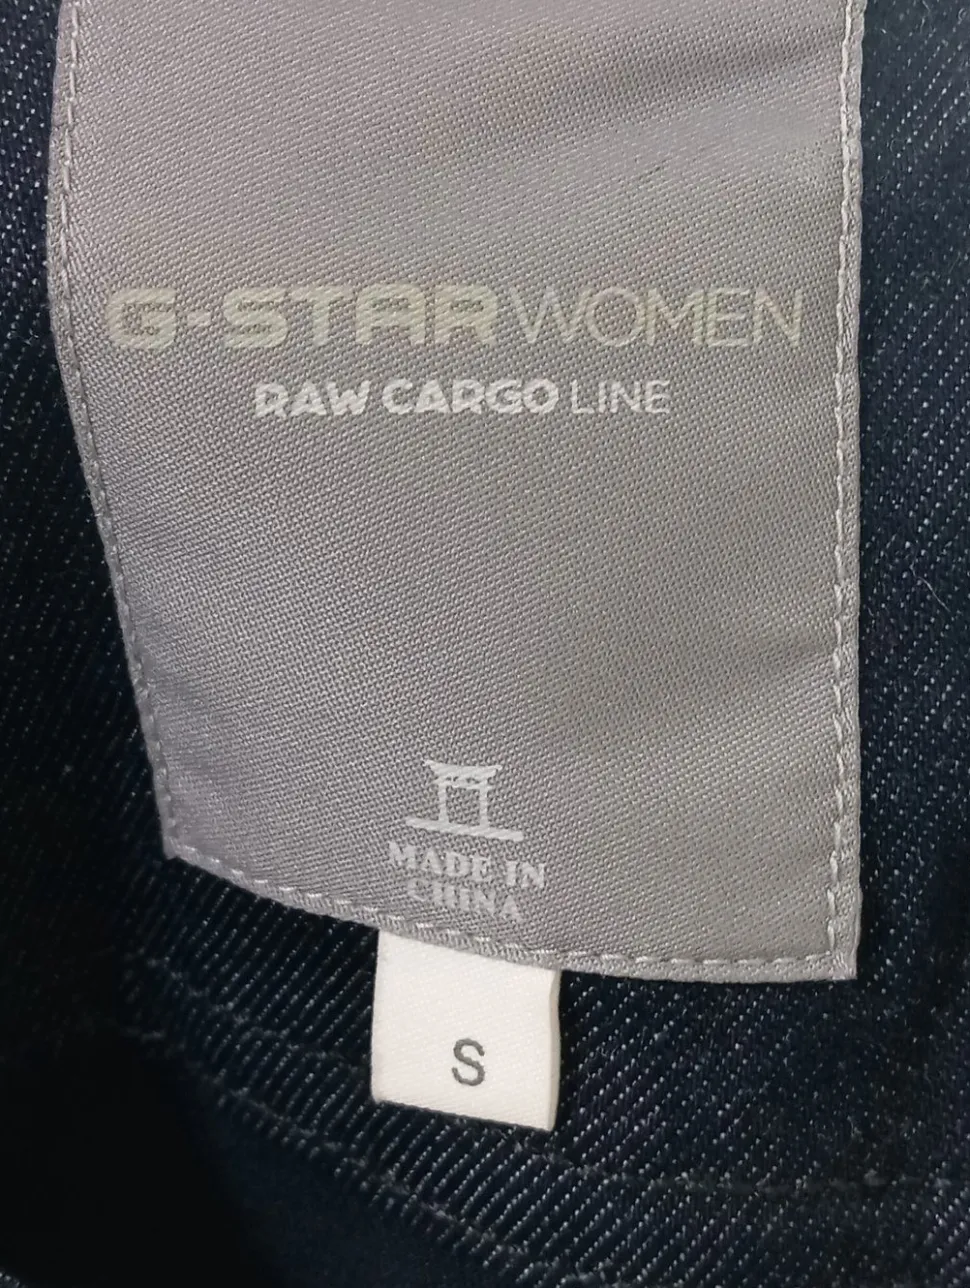 G-STAR WOMEN
RAW CARGO LINE
MADE IN
CHINA
S